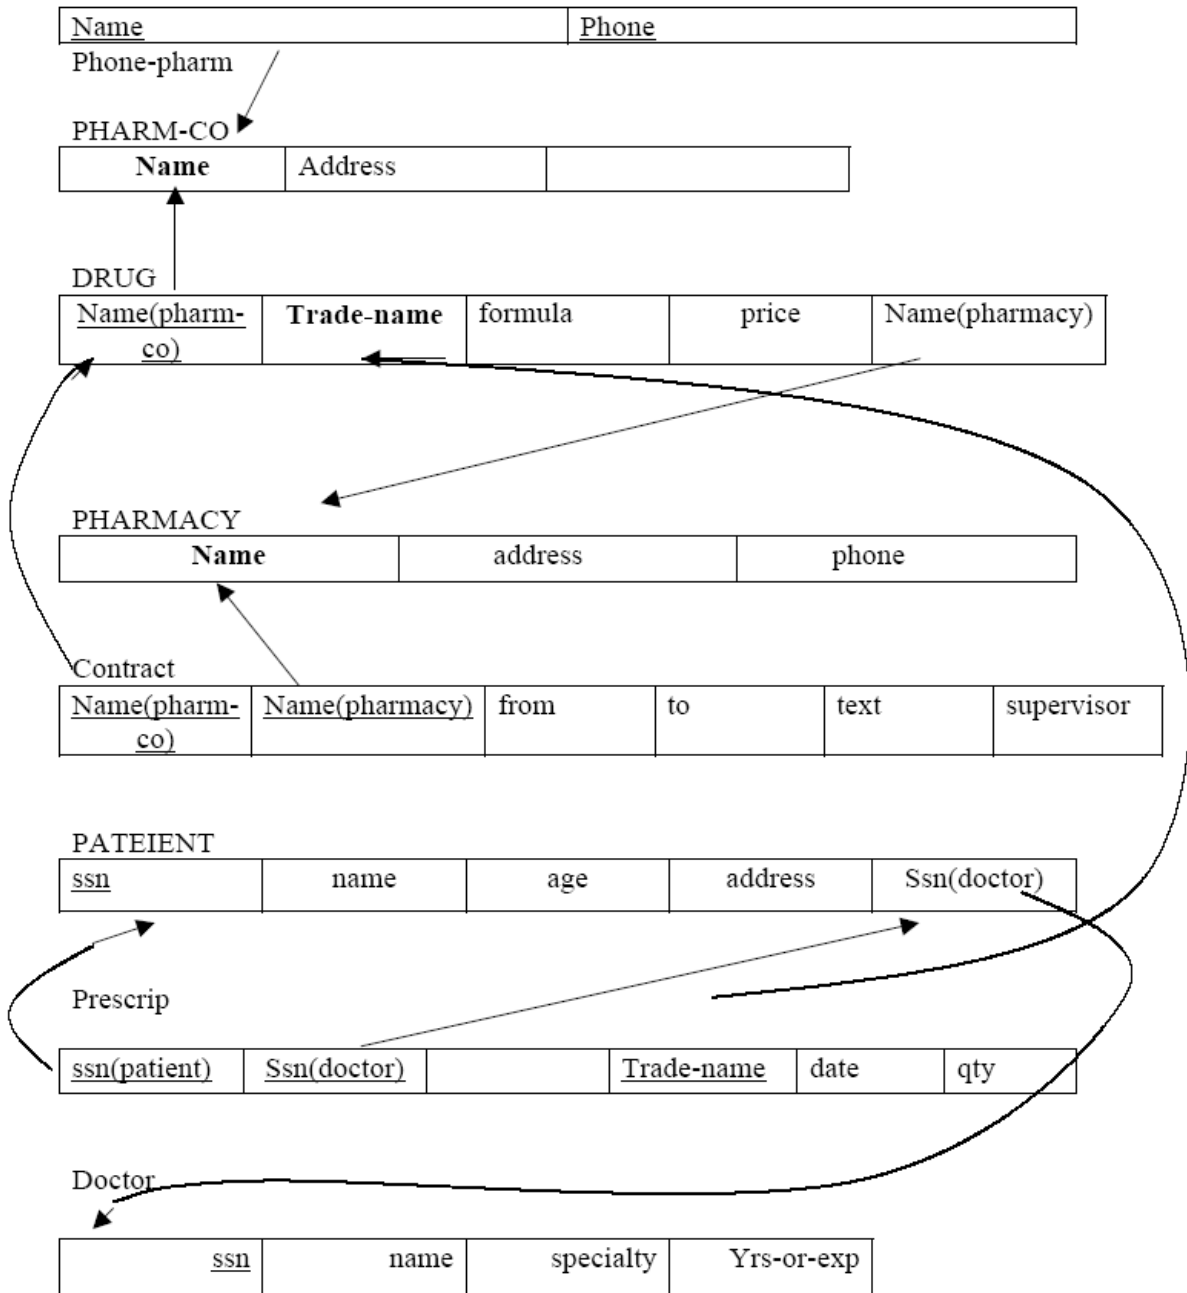 Name Phone
Phone-pharm
PHARM-CO
Name Address
DRUG
Name(pharm- Trade-name formula price Name(pharmacy)
co)
PHARMACY
Name address phone
Contract
Name(pharm- Name(pharmacy) from to text supervisor
co)
PATEIENT
ssn name age address Ssn(doctor)
Prescrip
ssn(patient) Ssn(doctor) Trade-name date qty
Doctor
ssn name specialty Yrs-or-exp